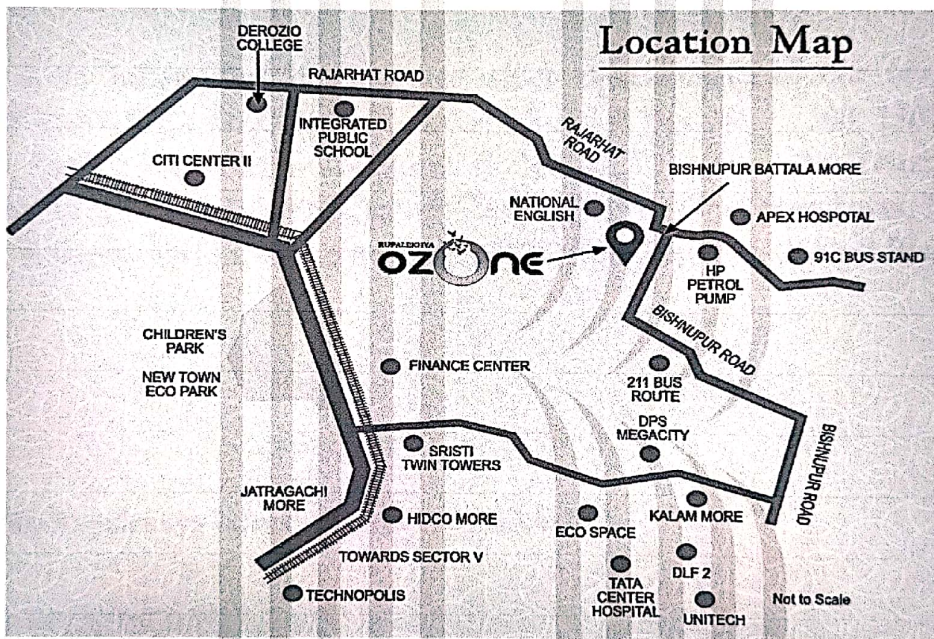 Location Map
DEROZIO
COLLEGE
RAJARHAT ROAD
INTEGRATED
PUBLIC
SCHOOL
CITI CENTER II
RAJARHAT
ROAD
BISHNUPUR BATTALA MORE
NATIONAL
ENGLISH
APEX HOSPOTAL
91C BUS STAND
HP
PETROL
PUMP
OZONE
BISHNUPUR ROAD
CHILDREN'S
PARK
NEW TOWN
ECO PARK
FINANCE CENTER
211 BUS
ROUTE
DPS
MEGACITY
SRISTI
TWIN TOWERS
BISHNUPUR ROAD
JATRAGACHI
MORE
HIDCO MORE
ECO SPACE
KALAM MORE
TOWARDS SECTOR V
DLF 2
TATA
CENTER
HOSPITAL
TECHNOPOLIS
UNITECH
Not to Scale